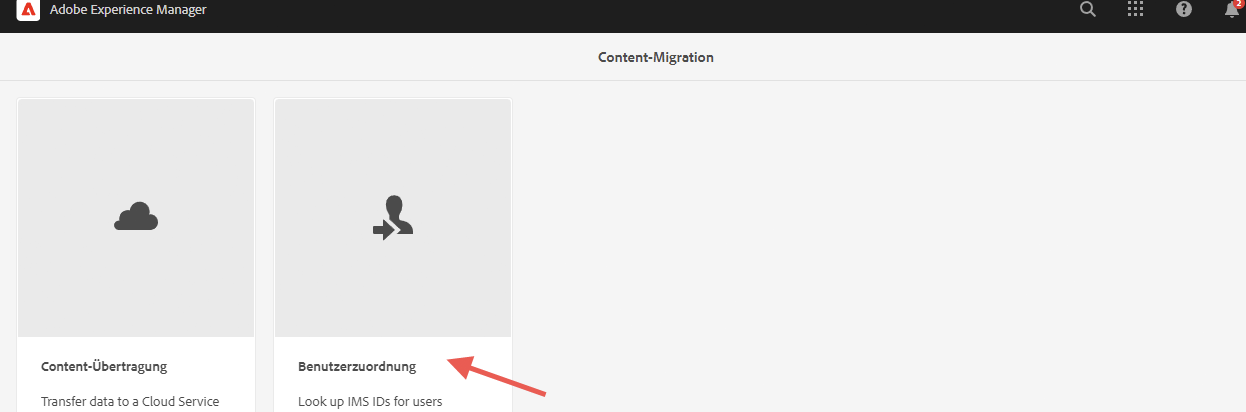 Adobe Experience Manager
2
Content-Migration
Content-Übertragung
Transfer data to a Cloud Service
Benutzerzuordnung
Look up IMS IDs for users